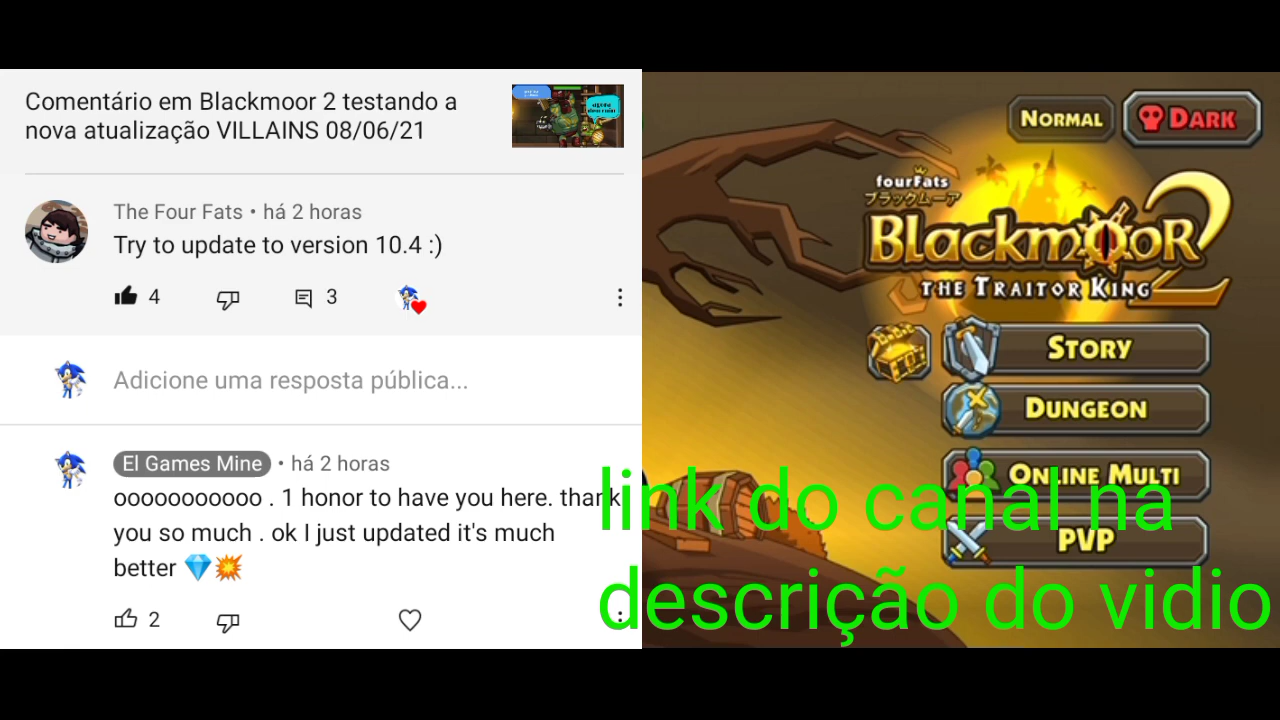 Comentário em Blackmoor 2 testando a
nova atualização VILLAINS 08/06/21
The Four Fats • há 2 horas
Try to update to version 10.4 :)
4
3
Adicione uma resposta pública...
El Games Mine • há 2 horas
ooooooooooo . 1 honor to have you here. thank
you so much . ok I just updated it's much
better 💎💥
2
NORMAL
DARK
fourFats
ブラックムーア
BLACKMOOR 2
THE TRAITOR KING
STORY
DUNGEON
ONLINE MULTI
PVP
link do canal na
descrição do vidio